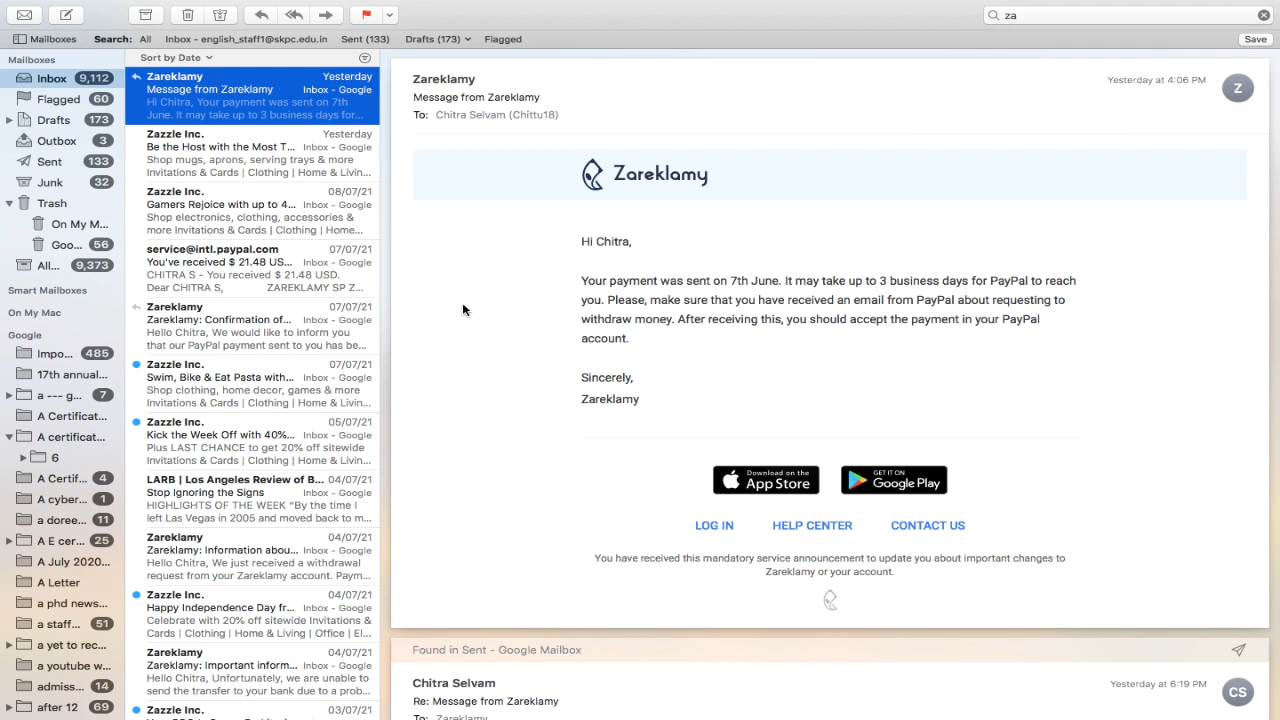 za
Mailboxes Search: All Inbox - english_staff1@skpc.edu.in Sent (133) Drafts (173) Flagged Save
Mailboxes
Inbox 9,112
Flagged 60
Drafts 173
Outbox 3
Sent 133
Junk 32
Trash
On My M...
Goo... 56
All... 9,373
Smart Mailboxes
On My Mac
Google
Impo... 485
17th annual...
a --- g... 7
A Certificat...
A certificat...
6
A Certif... 4
A cyber... 1
a doree... 11
A E cer... 25
A July 2020...
A Letter
a phd news...
a staff... 51
a yet to rec...
a youtube w...
admiss... 14
after 12 69
Sort by Date
Zareklamy Yesterday
Message from Zareklamy Inbox - Google
Hi Chitra, Your payment was sent on 7th
June. It may take up to 3 business days for...
Zazzle Inc. Yesterday
Be the Host with the Most T... Inbox - Google
Shop mugs, aprons, serving trays & more
Invitations & Cards | Clothing | Home & Livin...
Zazzle Inc. 08/07/21
Gamers Rejoice with up to 4... Inbox - Google
Shop electronics, clothing, accessories &
more Invitations & Cards | Clothing | Home...
service@intl.paypal.com 07/07/21
You've received $ 21.48 US... Inbox - Google
CHITRA S - You received $ 21.48 USD.
Dear CHITRA S, ZAREKLAMY SP Z...
Zareklamy 07/07/21
Zareklamy: Confirmation of... Inbox - Google
Hello Chitra, We would like to inform you
that our PayPal payment sent to you has be...
Zazzle Inc. 07/07/21
Swim, Bike & Eat Pasta with... Inbox - Google
Shop clothing, home decor, games & more
Invitations & Cards | Clothing | Home & Livin...
Zazzle Inc. 05/07/21
Kick the Week Off with 40%... Inbox - Google
Plus LAST CHANCE to get 20% off sitewide
Invitations & Cards | Clothing | Home & Livin...
LARB | Los Angeles Review of B... 04/07/21
Stop Ignoring the Signs Inbox - Google
HIGHLIGHTS OF THE WEEK “By the time I
left Las Vegas in 2005 and moved back to m...
Zareklamy 04/07/21
Zareklamy: Information abou... Inbox - Google
Hello Chitra, We just received a withdrawal
request from your Zareklamy account. Paym...
Zazzle Inc. 04/07/21
Happy Independence Day fr... Inbox - Google
Celebrate with 20% off sitewide Invitations &
Cards | Clothing | Home & Living | Office | El...
Zareklamy 04/07/21
Zareklamy: Important inform... Inbox - Google
Hello Chitra, Unfortunately, we are unable to
send the transfer to your bank due to a prob...
Zazzle Inc. 03/07/21
Zareklamy Yesterday at 4:06 PM Z
Message from Zareklamy
To: Chitra Selvam (Chittu18)
Zareklamy
Hi Chitra,
Your payment was sent on 7th June. It may take up to 3 business days for PayPal to reach
you. Please, make sure that you have received an email from PayPal about requesting to
withdraw money. After receiving this, you should accept the payment in your PayPal
account.
Sincerely,
Zareklamy
Download on the
App Store
GET IT ON
Google Play
LOG IN HELP CENTER CONTACT US
You have received this mandatory service announcement to update you about important changes to
Zareklamy or your account.
Found in Sent - Google Mailbox
Chitra Selvam Yesterday at 6:19 PM CS
Re: Message from Zareklamy
To: Zareklamy